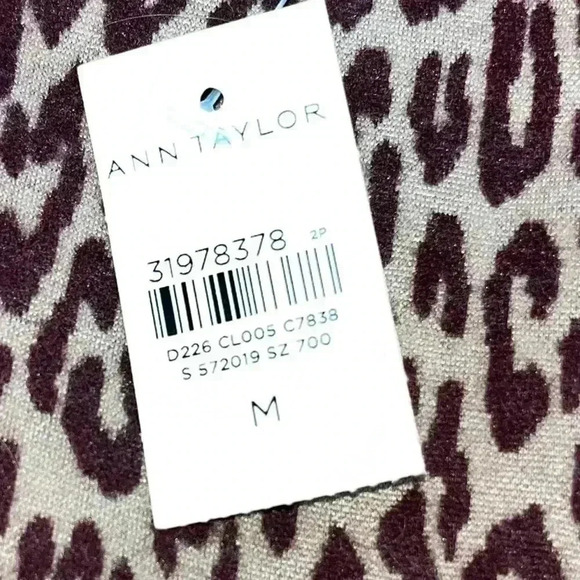 ANN TAYLOR
31978378 2P
D226 CL005 C7838
S 572019 SZ 700
M